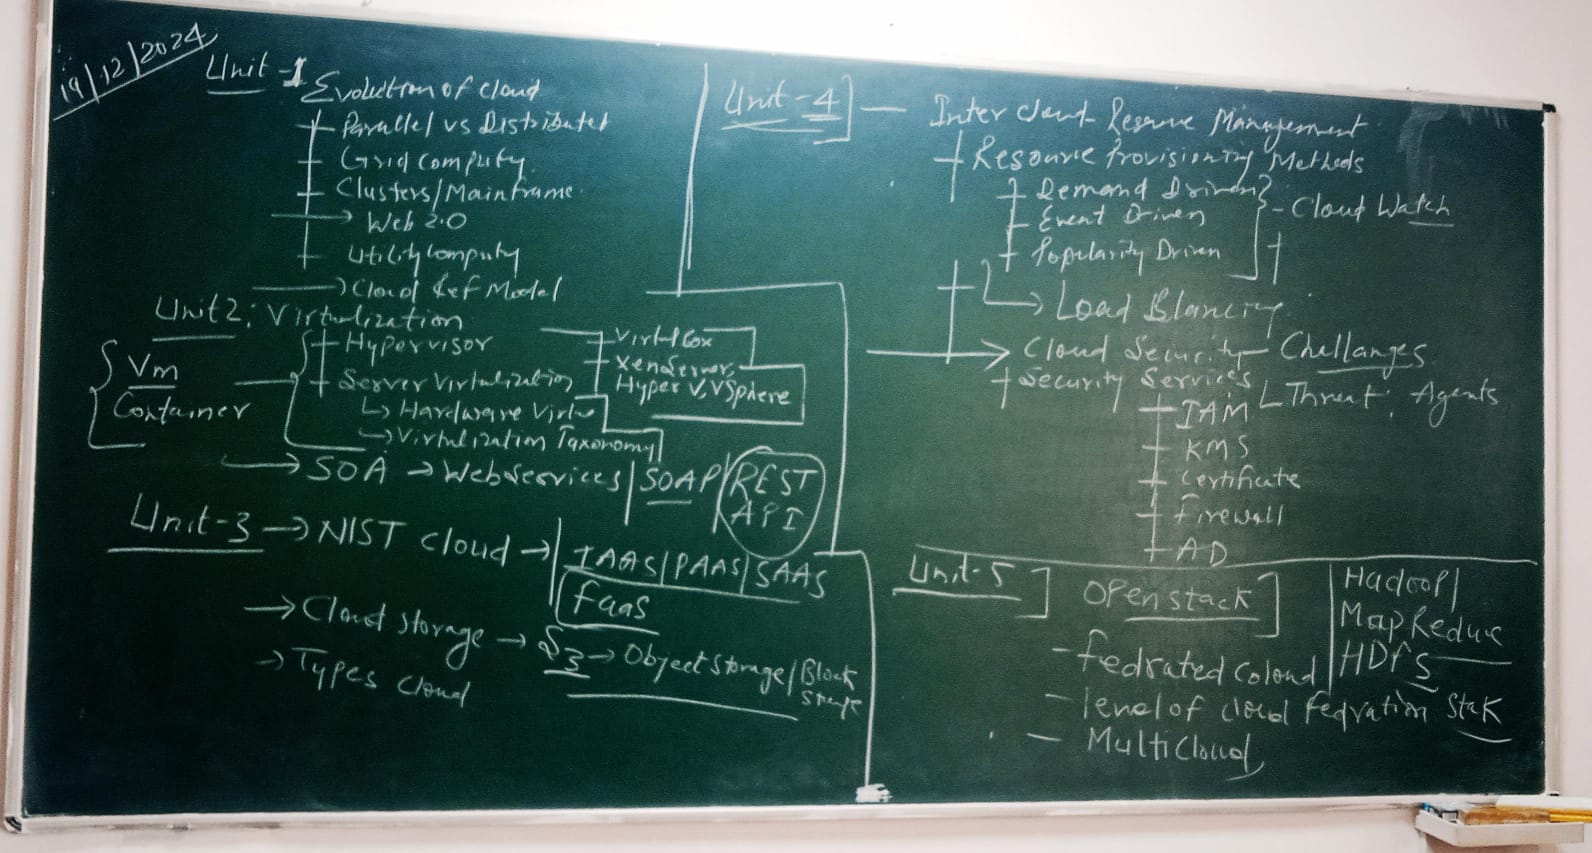 19/12/2024
Unit-1
Evolution of cloud
Parallel vs Distributed
Grid computing
Clusters/Mainframe
Web 2.0
Utility computing
Cloud Ref Model
Unit 2: Virtulization
Vm
Container
Hypervisor
Server Virtulization
Hardware Virtu
Virtulization Taxonomy
Virtul Box
XenServer,
Hyper V, VSphere
SOA → Webservices | SOAP | REST
API
Unit-3 → NIST cloud → IAAS|PAAS|SAAS
FaaS
→ Cloud storage → S3 → Object storage/Block
→ Types cloud
Unit-4 — Inter cloud Resource Management
Resource Provisioning Methods
Demand Driven
Event Driven
Popularity Driven
- Cloud Watch
→ Load Blancing
→ Cloud Security - Challanges
Threat, Agents
Security Services
IAM
KMS
Certificate
Firewall
AD
Unit-5
Openstack
- Fedrated Coloud
- level of cloud Fedration Stak
- Multicloud
Hadoop/
MapReduce
HDFS